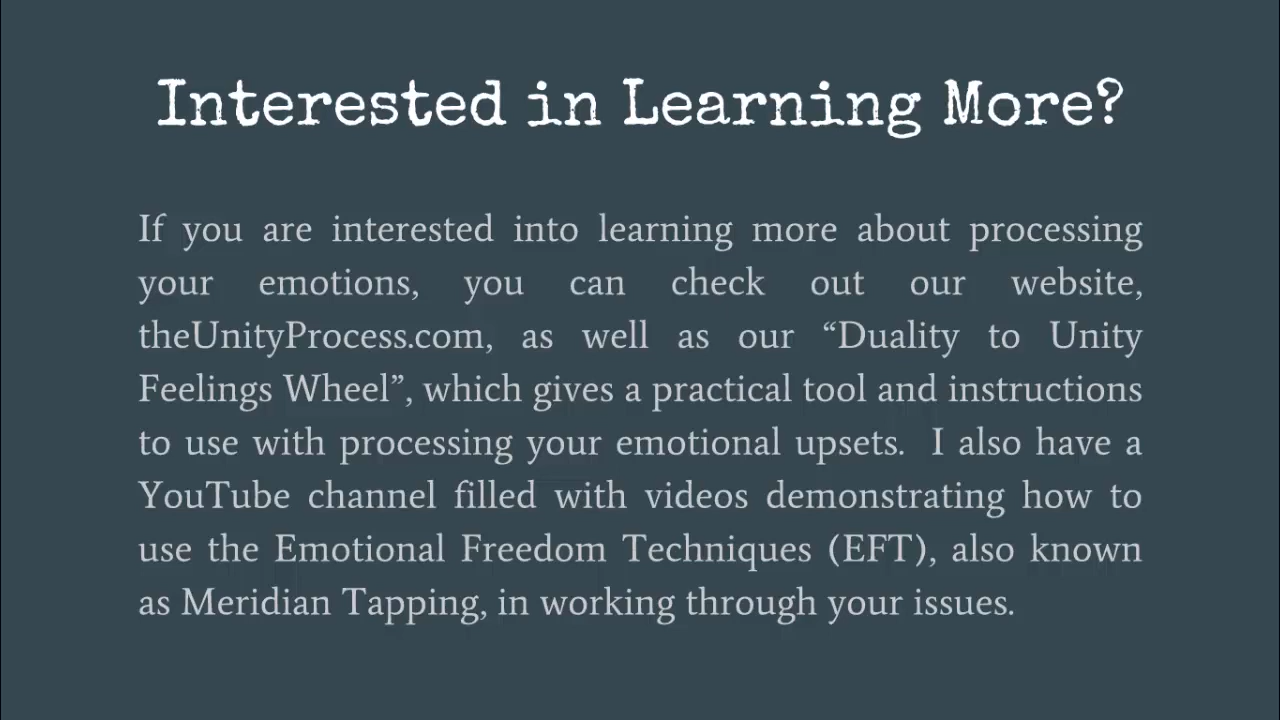 Interested in Learning More?
If you are interested into learning more about processing
your emotions, you can check out our website,
theUnityProcess.com, as well as our “Duality to Unity
Feelings Wheel”, which gives a practical tool and instructions
to use with processing your emotional upsets.  I also have a
YouTube channel filled with videos demonstrating how to
use the Emotional Freedom Techniques (EFT), also known
as Meridian Tapping, in working through your issues.